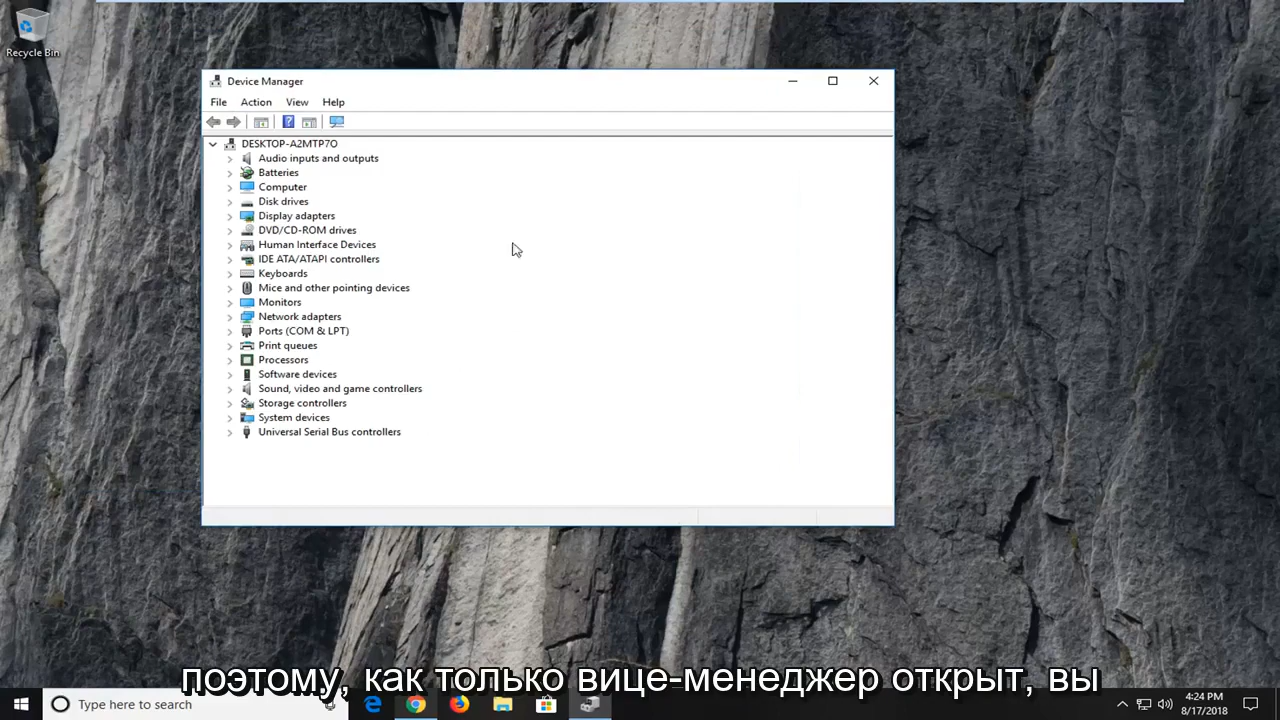 Recycle Bin
Device Manager
File Action View Help
DESKTOP-A2MTP7O
Audio inputs and outputs
Batteries
Computer
Disk drives
Display adapters
DVD/CD-ROM drives
Human Interface Devices
IDE ATA/ATAPI controllers
Keyboards
Mice and other pointing devices
Monitors
Network adapters
Ports (COM & LPT)
Print queues
Processors
Software devices
Sound, video and game controllers
Storage controllers
System devices
Universal Serial Bus controllers
поэтому, как только вице-менеджер открыт, вы
Type here to search
4:24 PM
8/17/2018